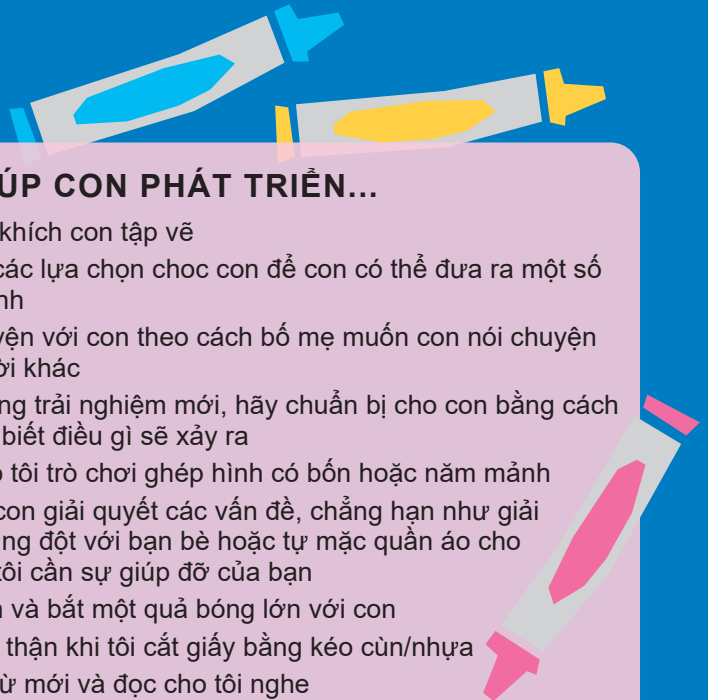 ÚP CON PHÁT TRIỂN...
khích con tập vẽ
các lựa chọn choc con để con có thể đưa ra một số
nh
yện với con theo cách bố mẹ muốn con nói chuyện
ời khác
ng trải nghiệm mới, hãy chuẩn bị cho con bằng cách
biết điều gì sẽ xảy ra
tôi trò chơi ghép hình có bốn hoặc năm mảnh
con giải quyết các vấn đề, chẳng hạn như giải
ng đột với bạn bè hoặc tự mặc quần áo cho
tôi cần sự giúp đỡ của bạn
và bắt một quả bóng lớn với con
thận khi tôi cắt giấy bằng kéo cùn/nhựa
từ mới và đọc cho tôi nghe